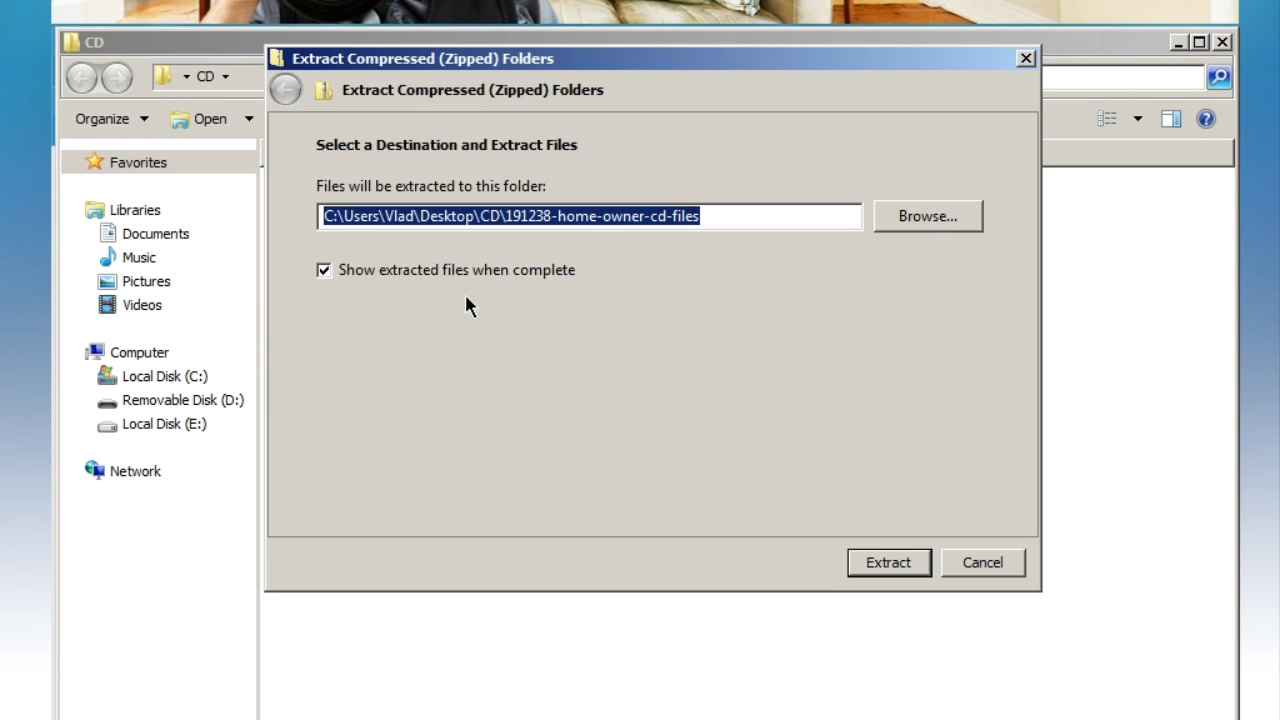 CD
Extract Compressed (Zipped) Folders
CD
Extract Compressed (Zipped) Folders
Organize
Open
Select a Destination and Extract Files
Favorites
Files will be extracted to this folder:
Libraries
C:\Users\Vlad\Desktop\CD\191238-home-owner-cd-files
Browse...
Documents
Music
Show extracted files when complete
Pictures
Videos
Computer
Local Disk (C:)
Removable Disk (D:)
Local Disk (E:)
Network
Extract
Cancel